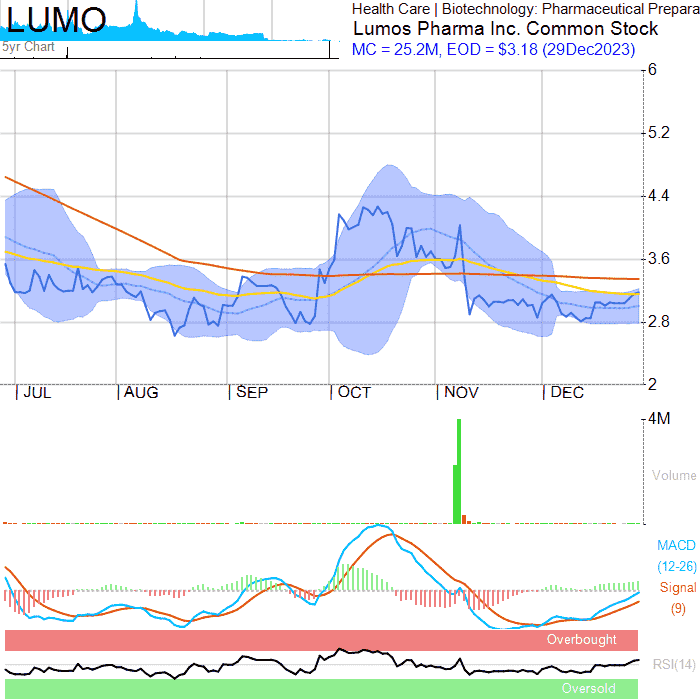 LUMO
Health Care | Biotechnology: Pharmaceutical Prepara
Lumos Pharma Inc. Common Stock
MC = 25.2M, EOD = $3.18 (29Dec2023)
5yr Chart
6
5.2
4.4
3.6
2.8
2
JUL AUG SEP OCT NOV DEC
4M
Volume
MACD
(12-26)
Signal
(9)
Overbought
RSI(14)
Oversold